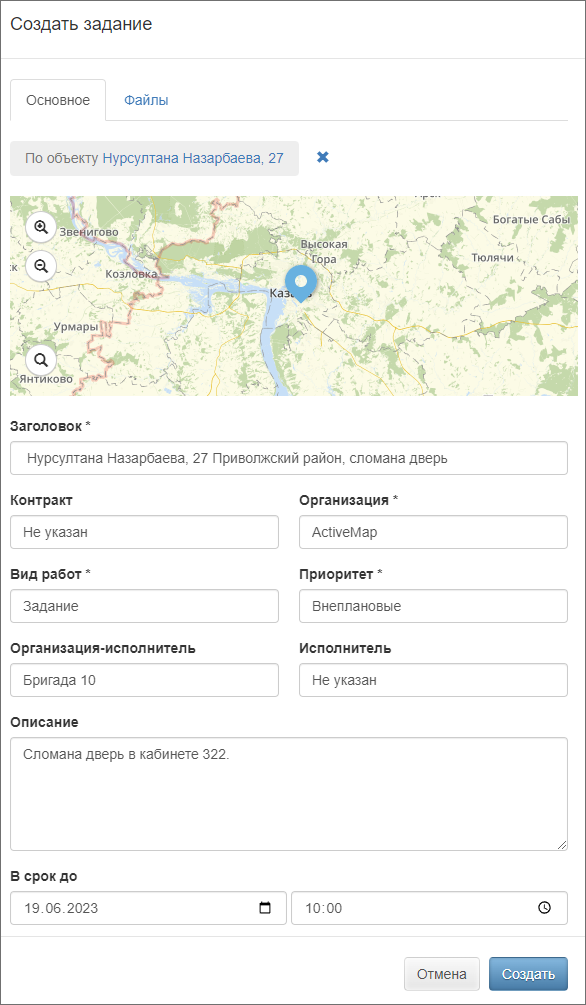 Создать задание
Основное Файлы
По объекту Нурсултана Назарбаева, 27
Богатые Сабы
Звенигово
Высокая
Гора
Тюлячи
Козловка
Урмары
Янтиково
Заголовок *
Нурсултана Назарбаева, 27 Приволжский район, сломана дверь
Контракт Организация *
Не указан ActiveMap
Вид работ * Приоритет *
Задание Внеплановые
Организация-исполнитель Исполнитель
Бригада 10 Не указан
Описание
Сломана дверь в кабинете 322.
В срок до
19.06.2023 10:00
Отмена Создать